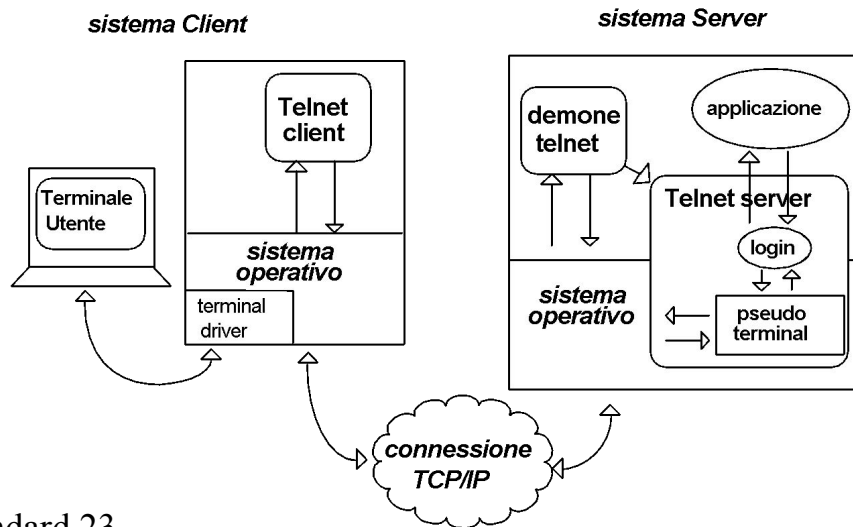 sistema Client
sistema Server
Telnet
client
Terminale
Utente
sistema
operativo
terminal
driver
demone
telnet
applicazione
Telnet server
login
sistema
operativo
pseudo
terminal
connessione
TCP/IP
23